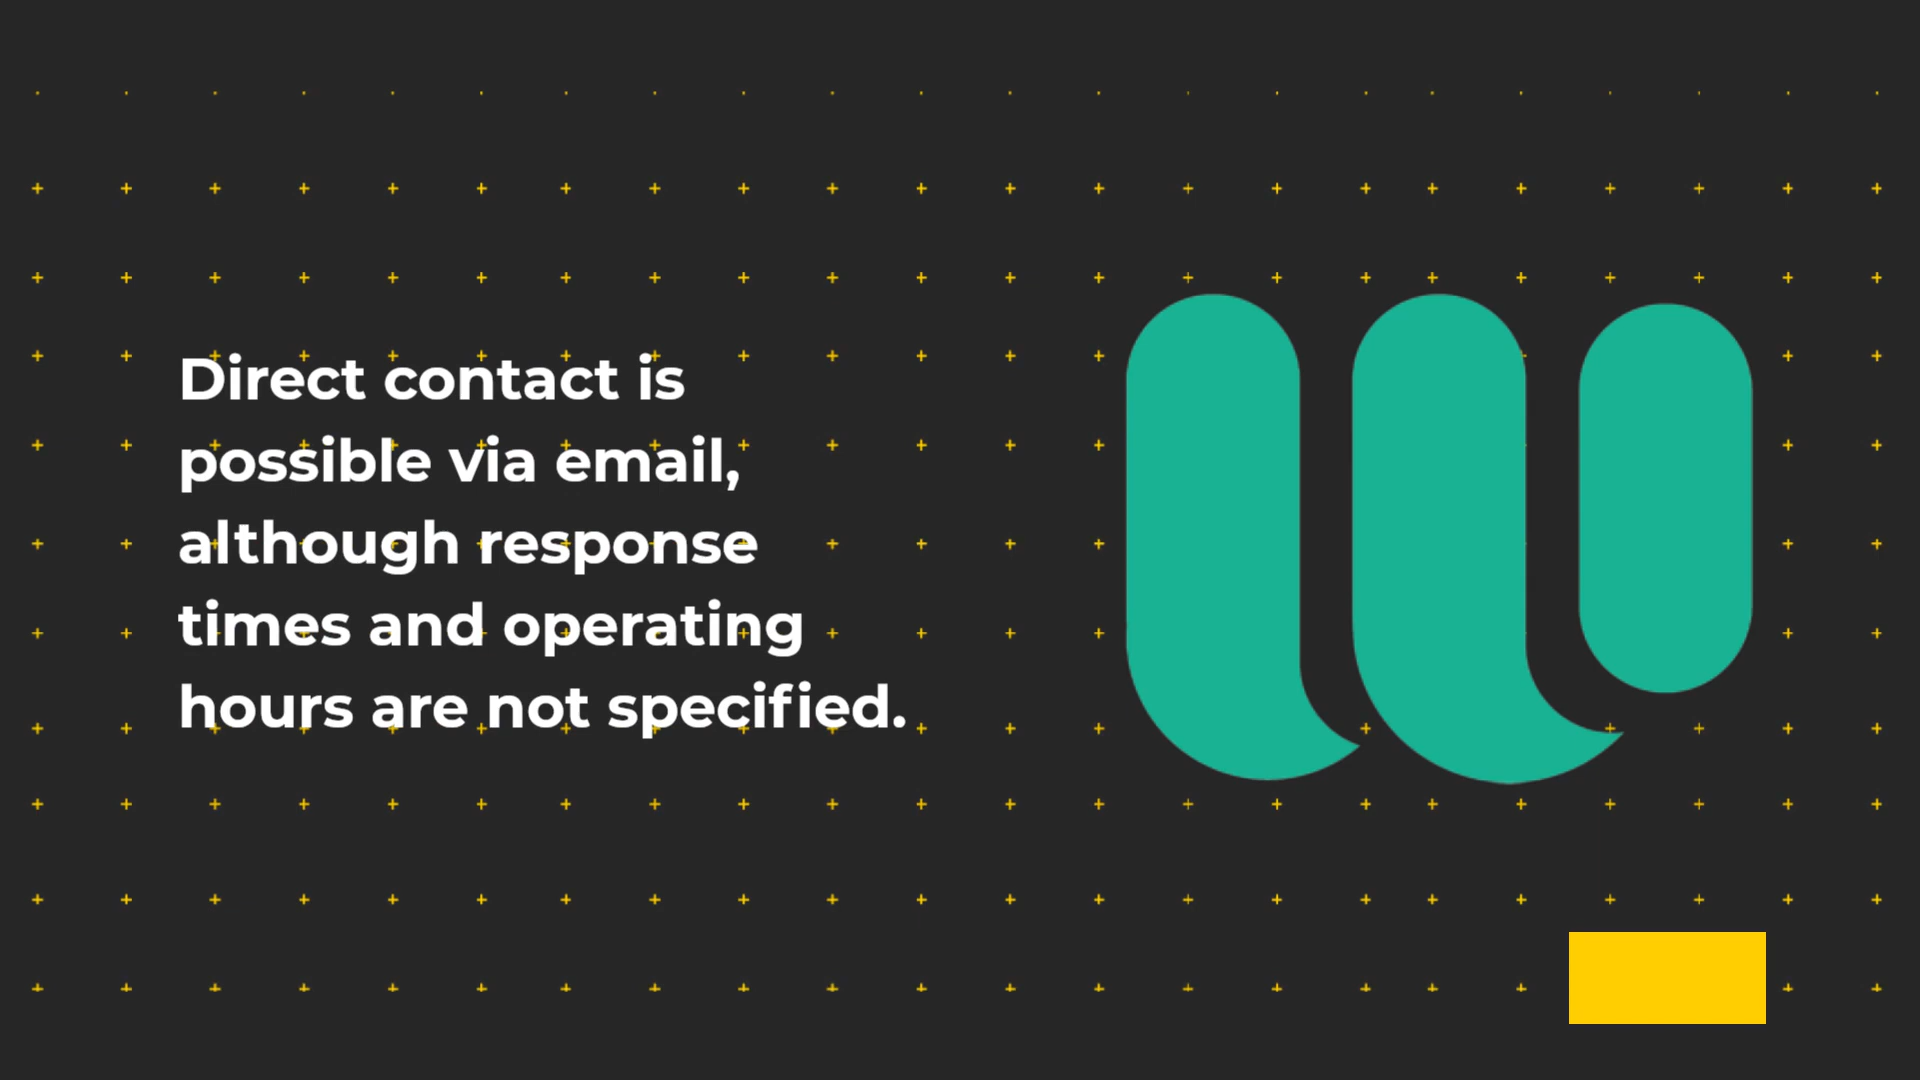 Direct contact is
possible via email,
although response
times and operating
hours are not specified.